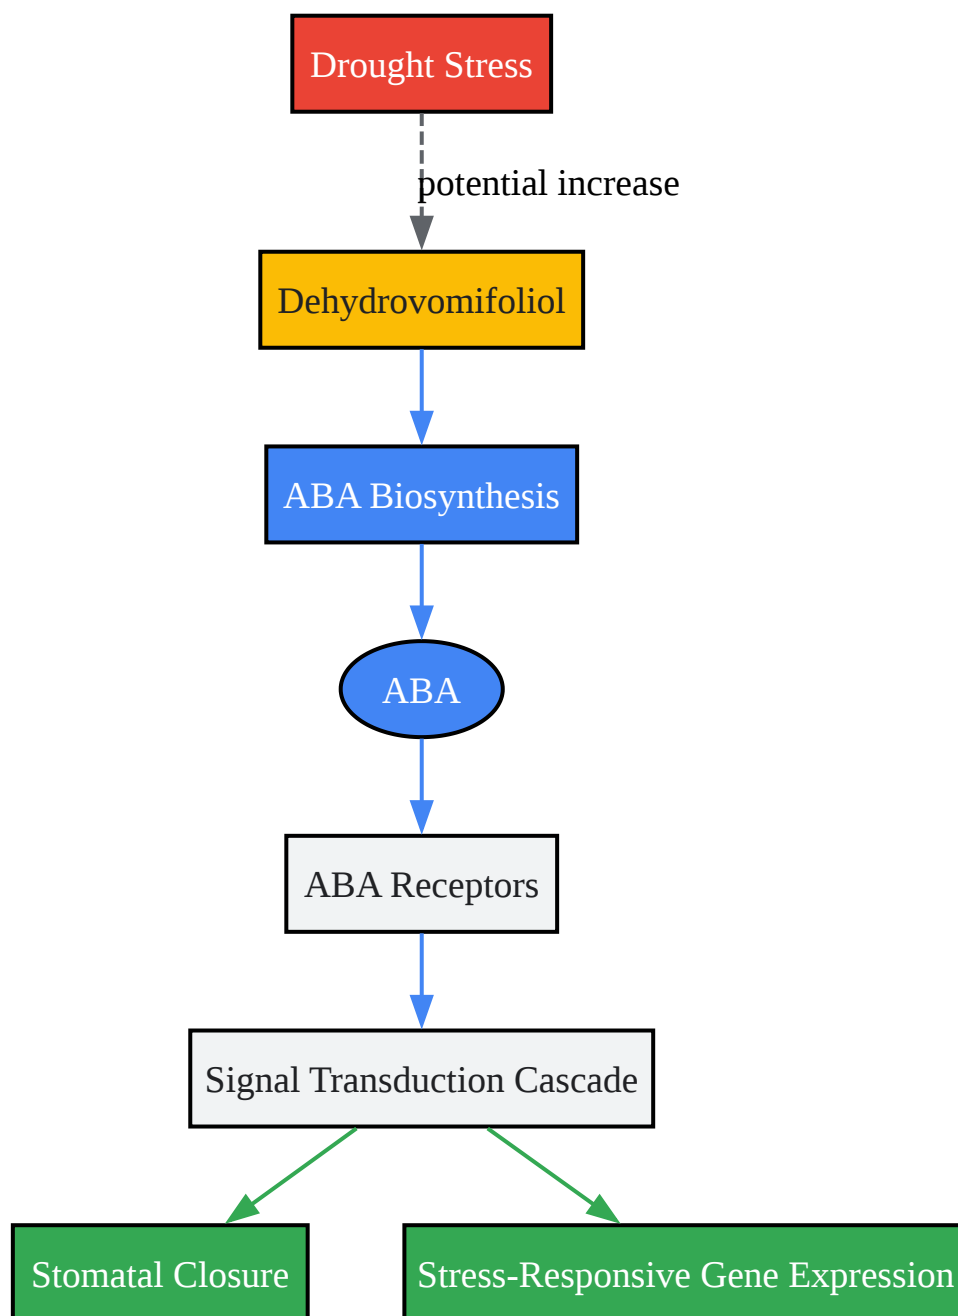 Drought Stress
potential increase
Dehydrovomifoliol
ABA Biosynthesis
ABA
ABA Receptors
Signal Transduction Cascade
Stomatal Closure
Stress-Responsive Gene Expression